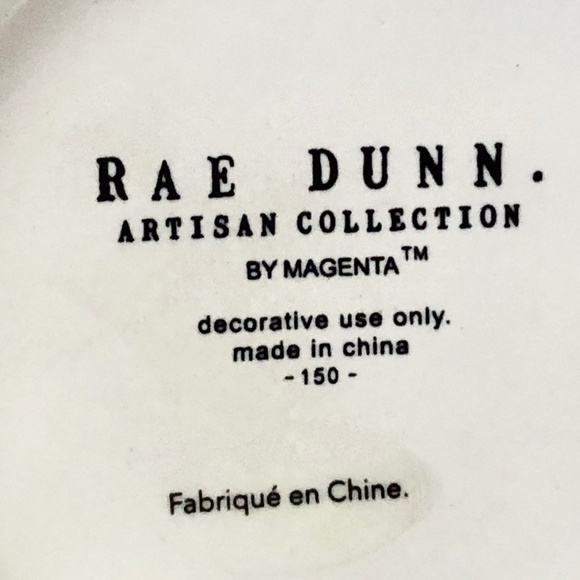 RAE DUNN.
ARTISAN COLLECTION
BY MAGENTA™
decorative use only.
made in china
- 150 -
Fabriqué en Chine.